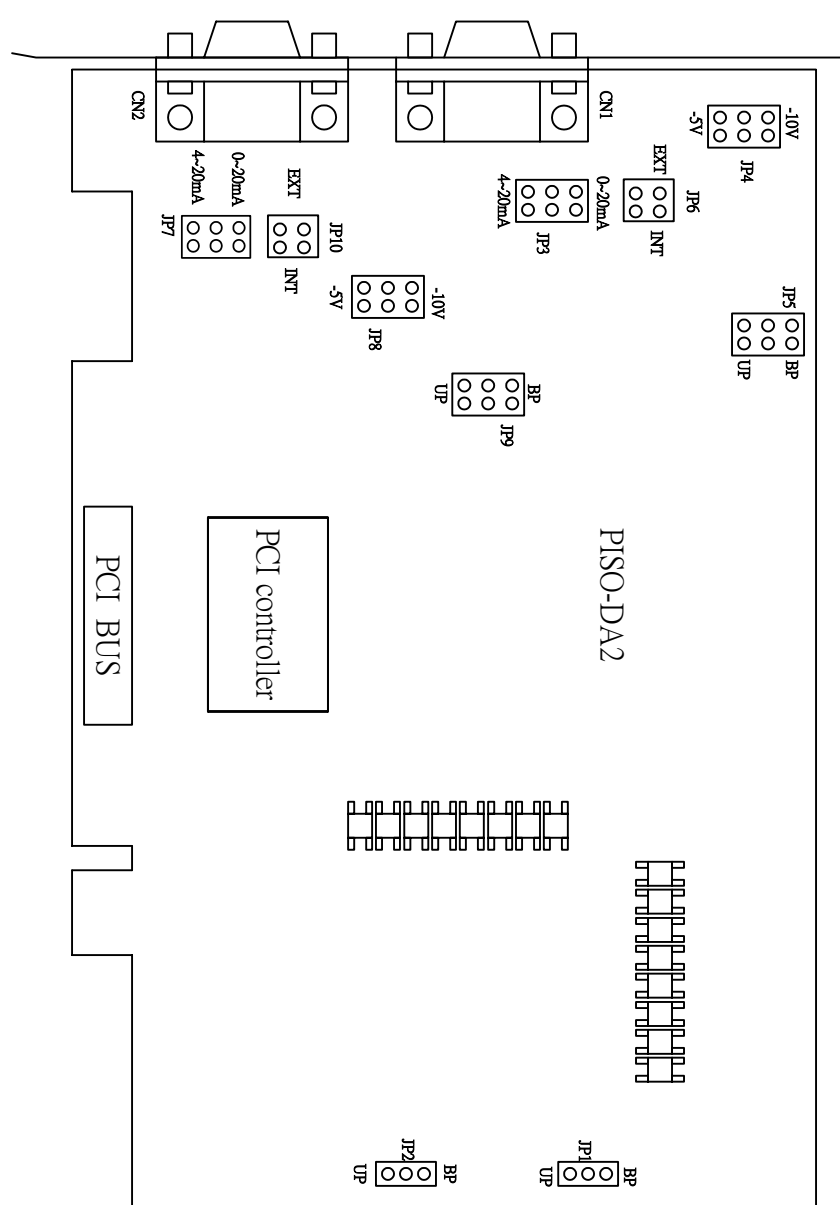 CN2
CN1
-5V
-10V
JP4
4~20mA
0~20mA
EXT
JP7
JP10
INT
4~20mA
0~20mA
JP3
EXT
JP6
INT
-5V
-10V
JP8
JP5
UP
BP
UP
BP
JP9
PCI BUS
PCI controller
PISO-DA2
JP2
UP
BP
JP1
UP
BP